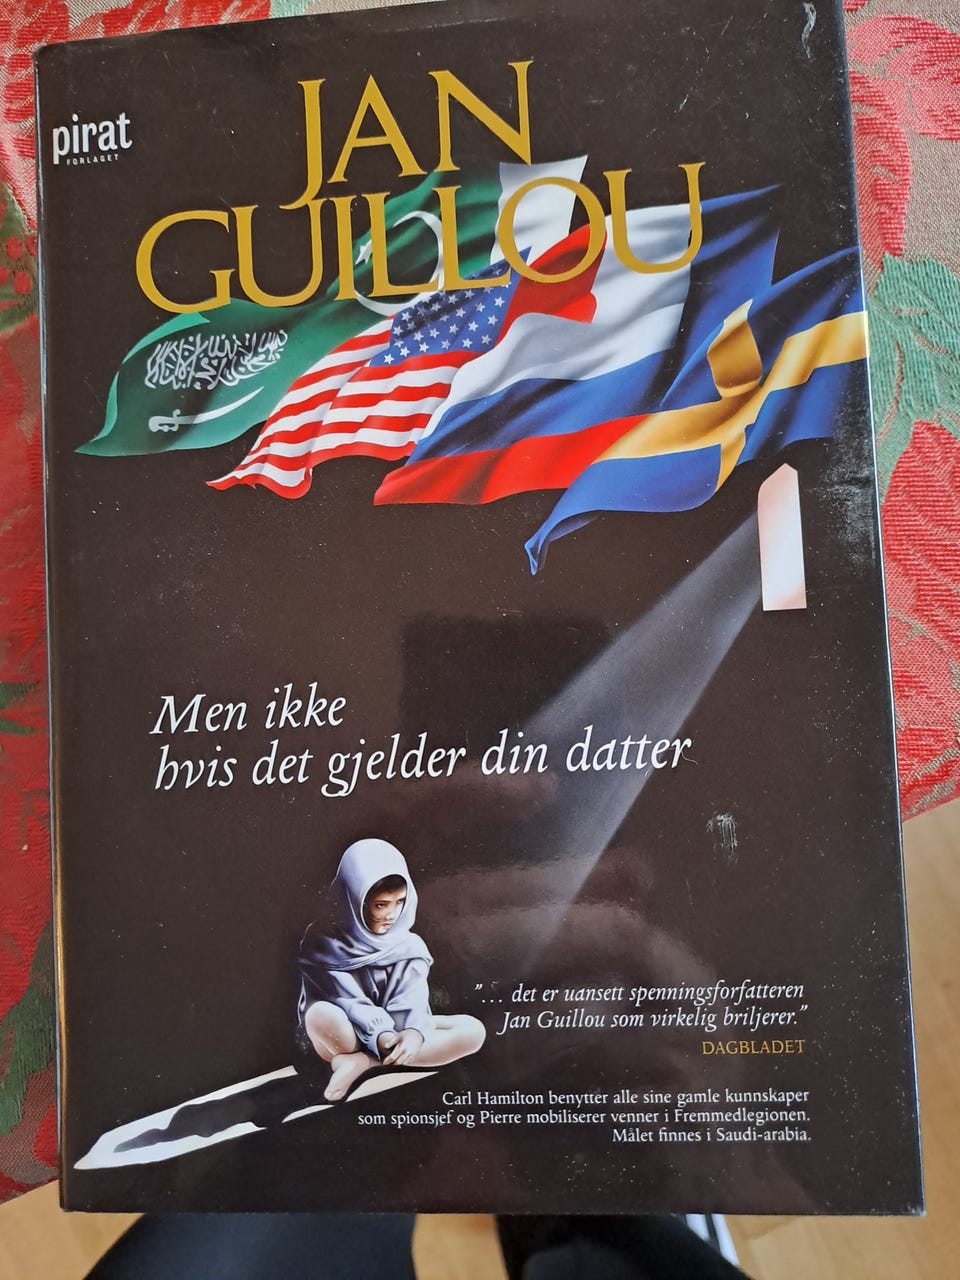 pirat
FORLAGET
JAN
GUILLOU
Men ikke
hvis det gjelder din datter
"... det er uansett spenningsforfatteren
Jan Guillou som virkelig briljerer."
DAGBLADET
Carl Hamilton benytter alle sine gamle kunnskaper
som spionsjef og Pierre mobiliserer venner i Fremmedlegionen.
Målet finnes i Saudi-arabia.